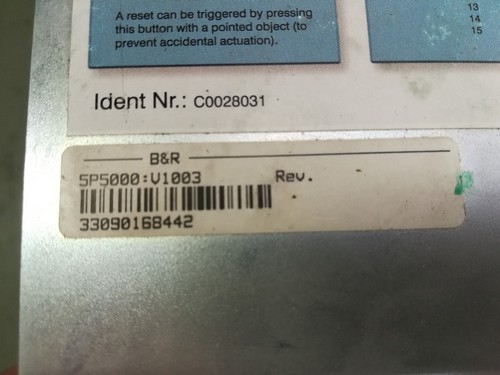 A reset can be triggered by pressing
this button with a pointed object (to
prevent accidental actuation).
13
14
15
Ident Nr.: C0028031
B&R
5P5000:V1003 Rev.
33090168442